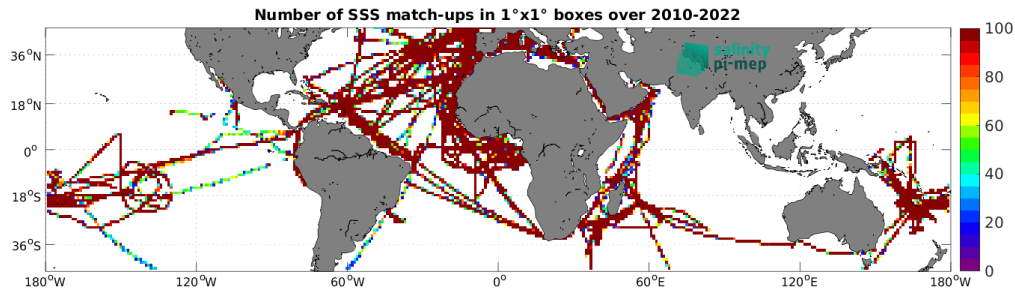 Number of SSS match-ups in 1°x1° boxes over 2010-2022
36°N
18°N
0°
18°S
36°S
180°W
120°W
60°W
0°
60°E
120°E
180°W
salinity
pi-mep
100
80
60
40
20
0